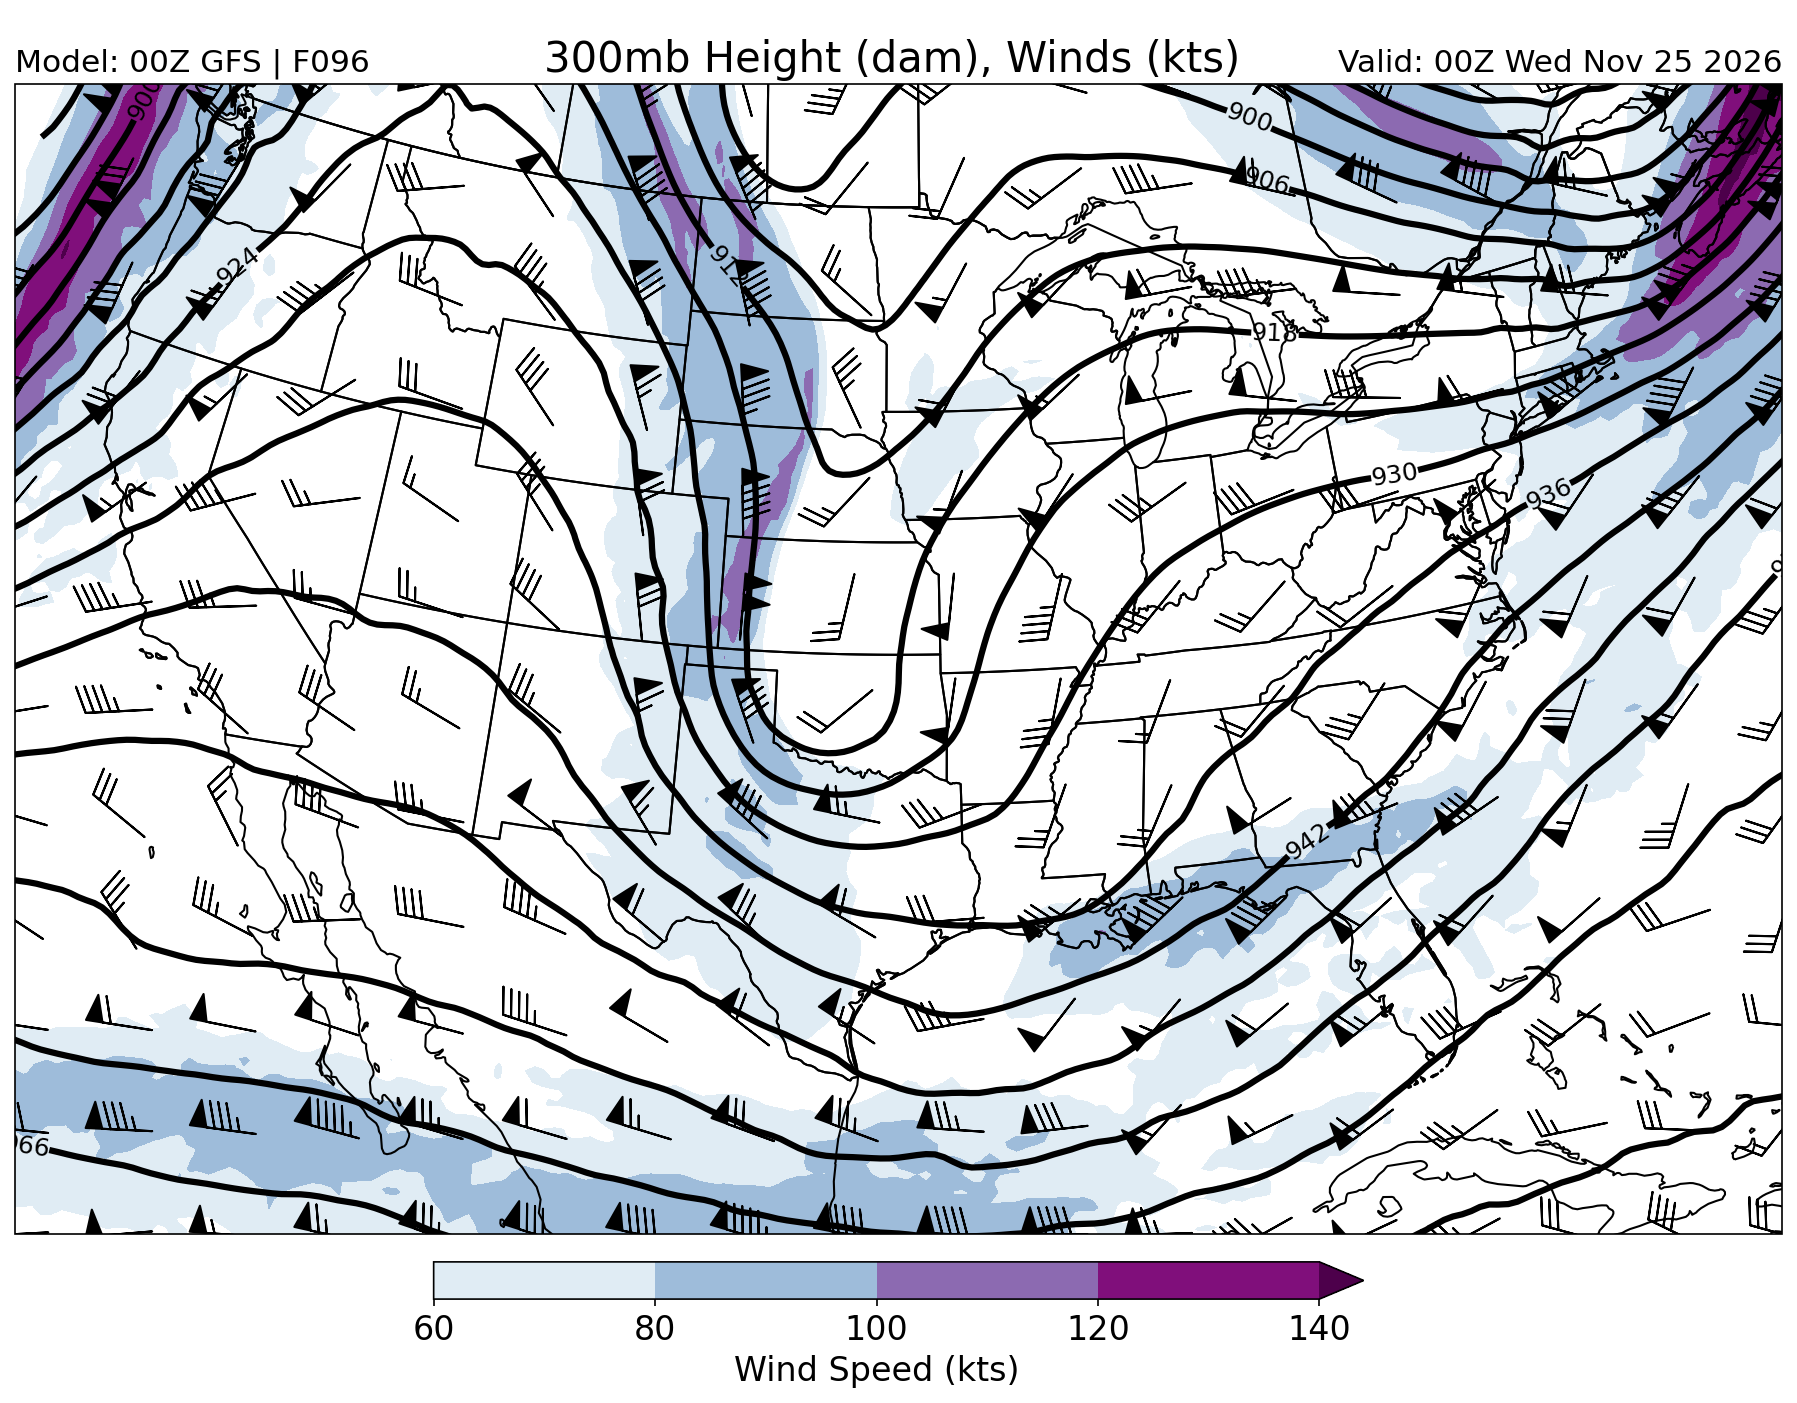 Model: 00Z GFS | F096
300mb Height (dam), Winds (kts)
Valid: 00Z Wed Nov 25 2026
900
900
906
924
912
918
930
936
942
966
60 80 100 120 140
Wind Speed (kts)